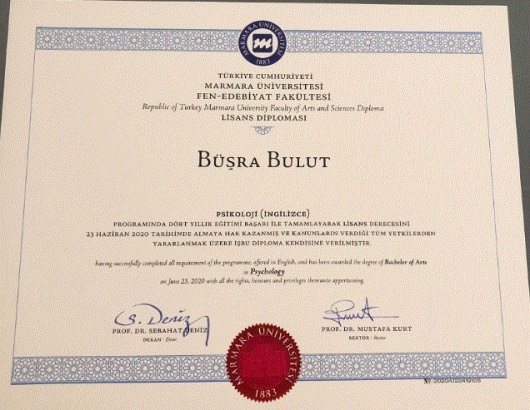 MARMARA ÜNİVERSİTESİ
1883
TÜRKİYE CUMHURİYETİ
MARMARA ÜNİVERSİTESİ
FEN-EDEBİYAT FAKÜLTESİ
Republic of Turkey Marmara University Faculty of Arts and Sciences Diploma
LİSANS DİPLOMASI
BÜŞRA BULUT
PSİKOLOJİ (İNGİLİZCE)
PROGRAMINDA DÖRT YILLIK EĞİTİMİ BAŞARI İLE TAMAMLAYARAK LİSANS DERECESİNİ
23 HAZİRAN 2020 TARİHİNDE ALMAYA HAK KAZANMIŞ VE KANUNLARIN VERDİĞİ TÜM YETKİLERDEN
YARARLANMAK ÜZERE İŞBU DİPLOMA KENDİSİNE VERİLMİŞTİR.
having successfully completed all requirement of the programme, offered in English, and has been awarded the degree of Bachelor of Arts
in Psychology
on June 23, 2020 with all the rights, honours and privileges thereunto appertaining.
S. Deniz
PROF. DR. SEBAHAT DENİZ
DEKAN - Dean
PROF. DR. MUSTAFA KURT
REKTÖR - Rector
MARMARA ÜNİVERSİTESİ
1883
№